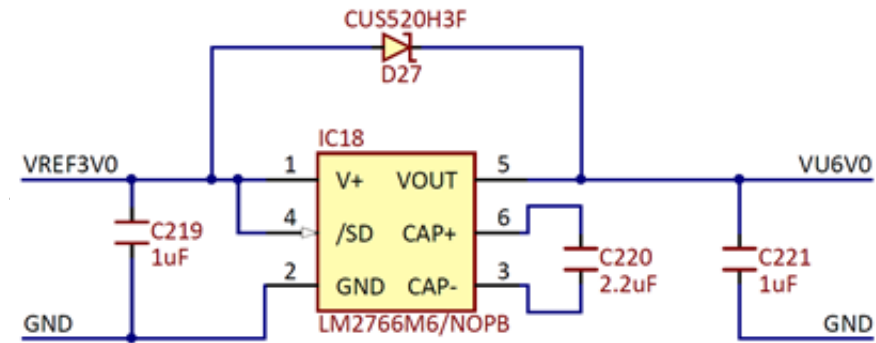 CUS520H3F
D27
IC18
VREF3V0 1 V+ VOUT 5 VU6V0
4 /SD CAP+ 6
C219
1uF
C220
2.2uF
C221
1uF
2 GND CAP- 3
GND LM2766M6/NOPB GND